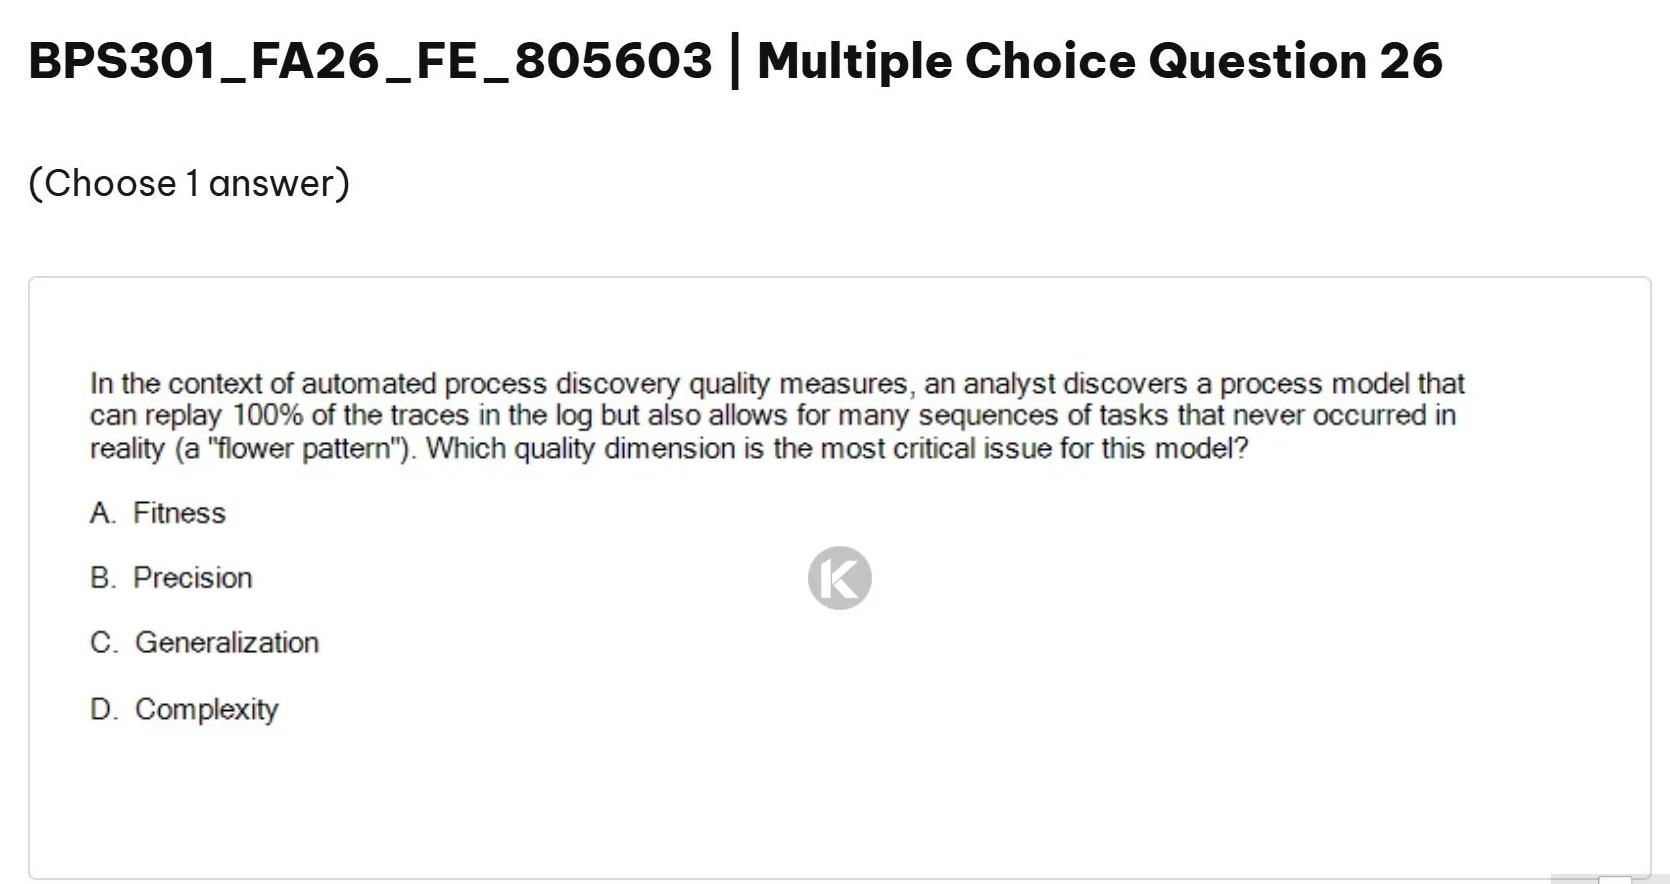 BPS301_FA26_FE_805603 | Multiple Choice Question 26
(Choose 1 answer)
In the context of automated process discovery quality measures, an analyst discovers a process model that
can replay 100% of the traces in the log but also allows for many sequences of tasks that never occurred in
reality (a "flower pattern"). Which quality dimension is the most critical issue for this model?
A. Fitness
B. Precision
C. Generalization
D. Complexity
K